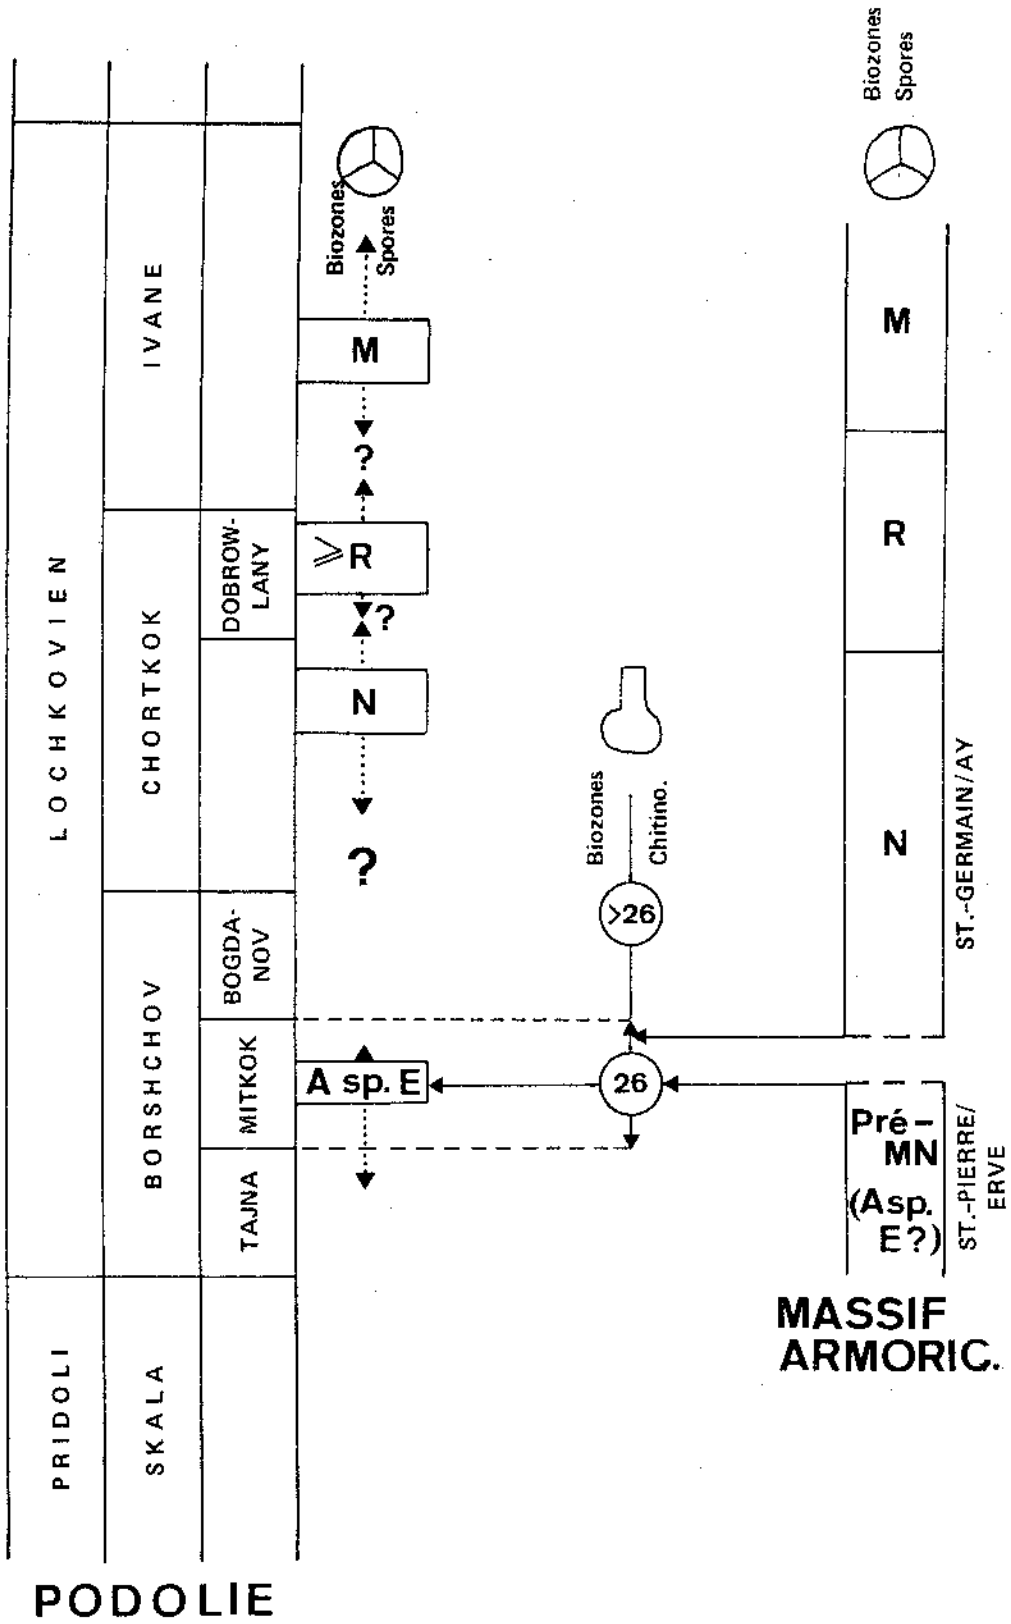 Biozones
Spores
Biozones
Spores
IVANE
M
?
LOCHKOVIEN
CHORTKOK
DOBROW-
LANY
⩾R
?
N
?
BORSHCHOV
BOGDA-
NOV
MITKOK
A sp. E
TAJNA
PRIDOLI
SKALA
PODOLIE
Biozones
Chitino.
>26
26
M
R
N
ST.-GERMAIN/AY
Pré-
MN
(Asp.
E?)
ST.-PIERRE/
ERVE
MASSIF
ARMORIC.